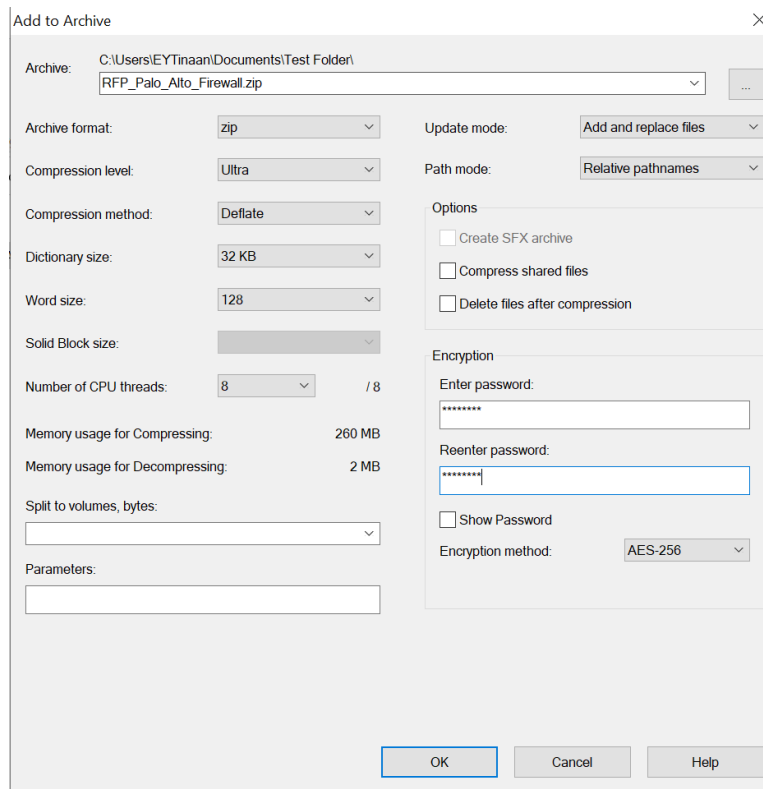 Add to Archive
Archive:
C:\Users\EYTinaan\Documents\Test Folder\
RFP_Palo_Alto_Firewall.zip
...
Archive format:
zip
Compression level:
Ultra
Compression method:
Deflate
Dictionary size:
32 KB
Word size:
128
Solid Block size:
Number of CPU threads:
8
/ 8
Memory usage for Compressing:
260 MB
Memory usage for Decompressing:
2 MB
Split to volumes, bytes:
Parameters:
Update mode:
Add and replace files
Path mode:
Relative pathnames
Options
Create SFX archive
Compress shared files
Delete files after compression
Encryption
Enter password:
********
Reenter password:
********
Show Password
Encryption method:
AES-256
OK
Cancel
Help